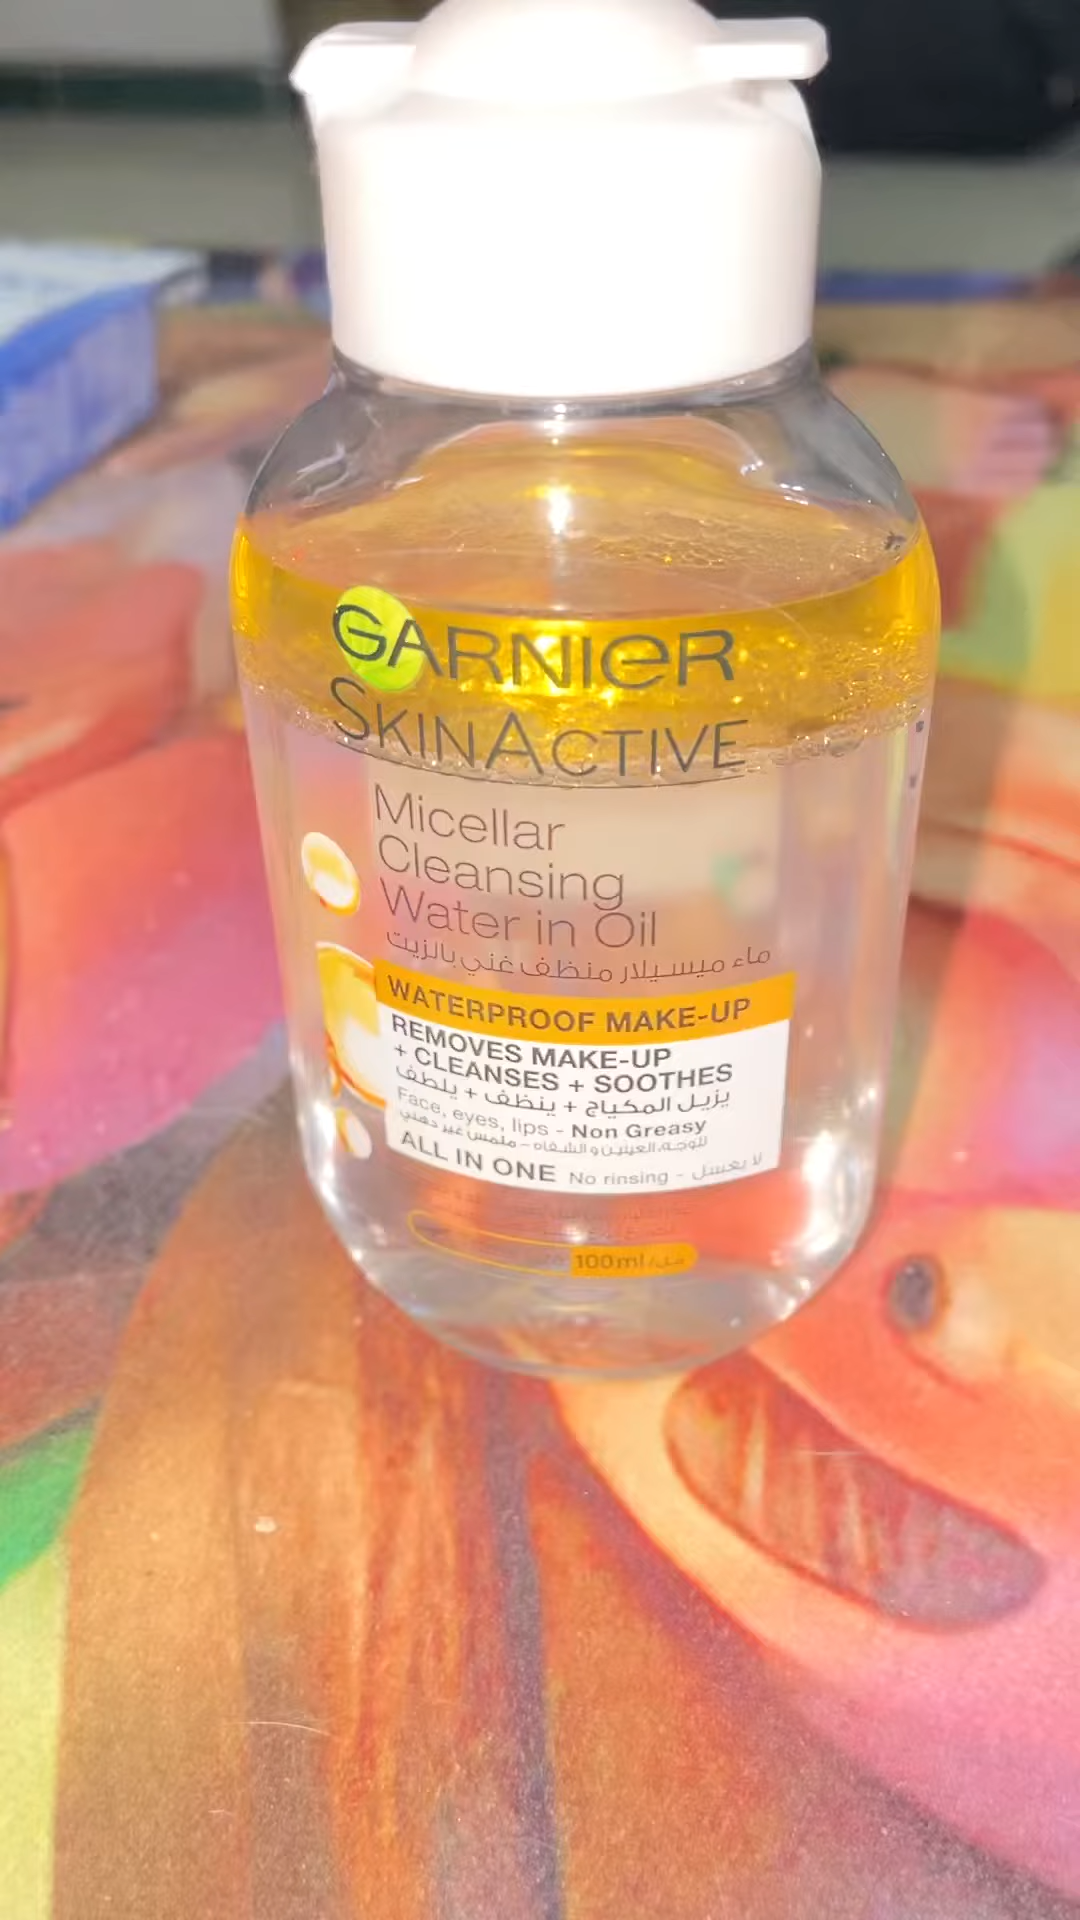 GARNIER
SKINACTIVE
Micellar
Cleansing
Water in Oil
ماء ميسيلار منظف غني بالزيت
WATERPROOF MAKE-UP
REMOVES MAKE-UP
+ CLEANSES + SOOTHES
يزيل المكياج + ينظف + يلطف
Face, eyes, lips - Non Greasy
للوجه، العينين و الشفاه - ملمس غير دهني
ALL IN ONE No rinsing - لا يغسل
100ml/مل